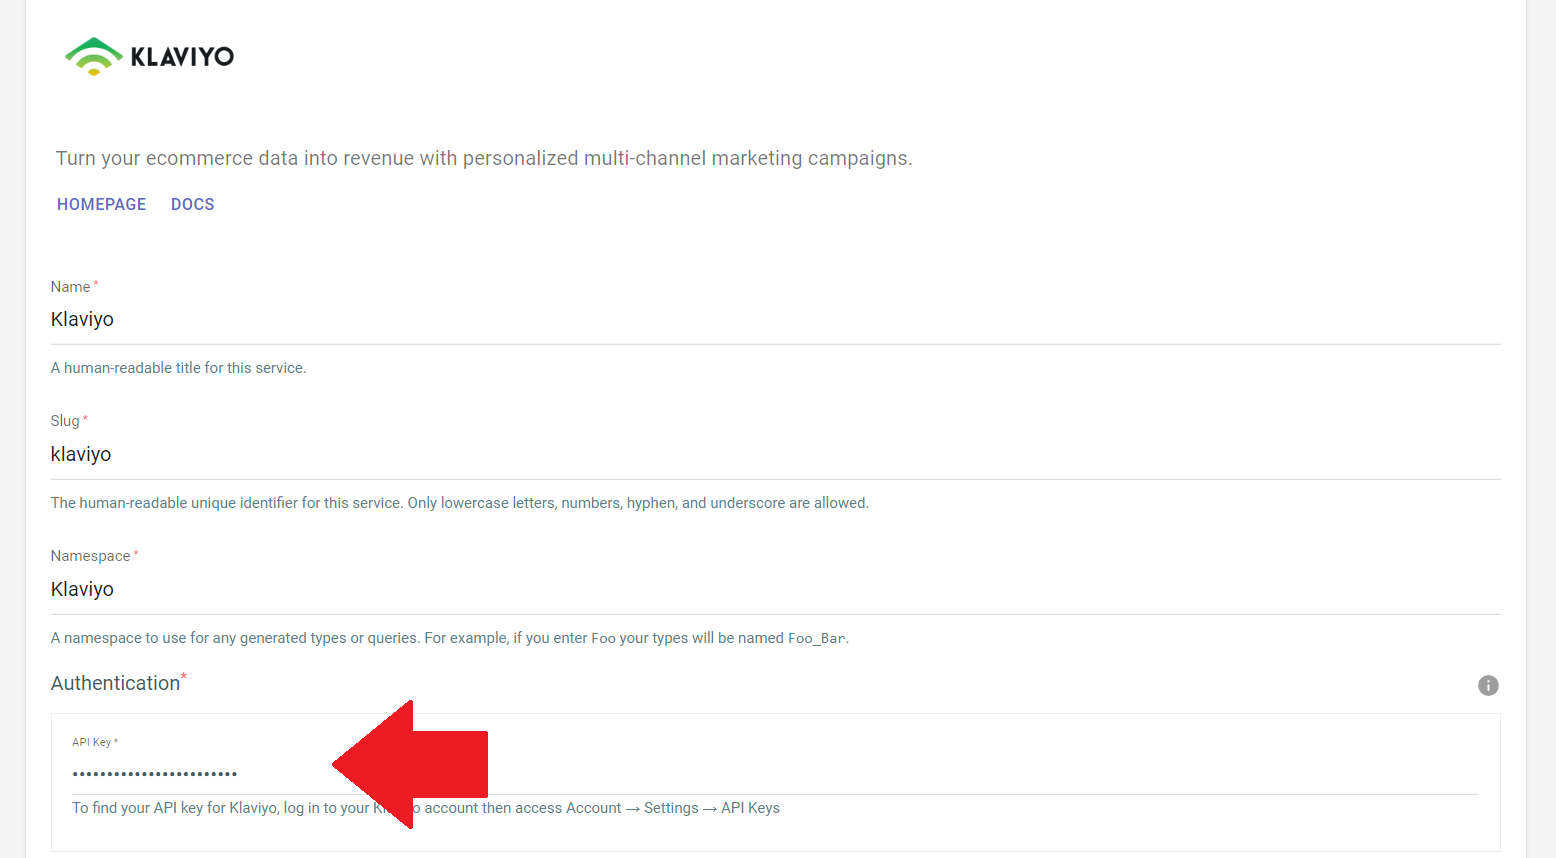 KLAVIYO
Turn your ecommerce data into revenue with personalized multi-channel marketing campaigns.
HOMEPAGE DOCS
Name *
Klaviyo
A human-readable title for this service.
Slug *
klaviyo
The human-readable unique identifier for this service. Only lowercase letters, numbers, hyphen, and underscore are allowed.
Namespace *
Klaviyo
A namespace to use for any generated types or queries. For example, if you enter Foo your types will be named Foo_Bar.
Authentication*
API Key *
••••••••••••••••••••••••
To find your API key for Klaviyo, log in to your account then access Account → Settings → API Keys